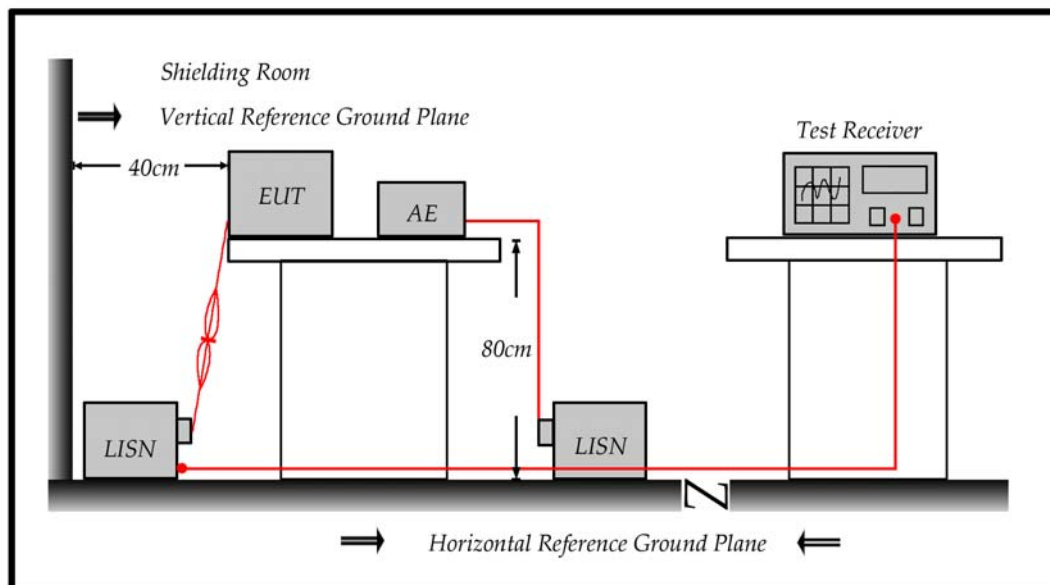 Shielding Room
Vertical Reference Ground Plane
Test Receiver
40cm
EUT
AE
80cm
LISN
LISN
Horizontal Reference Ground Plane